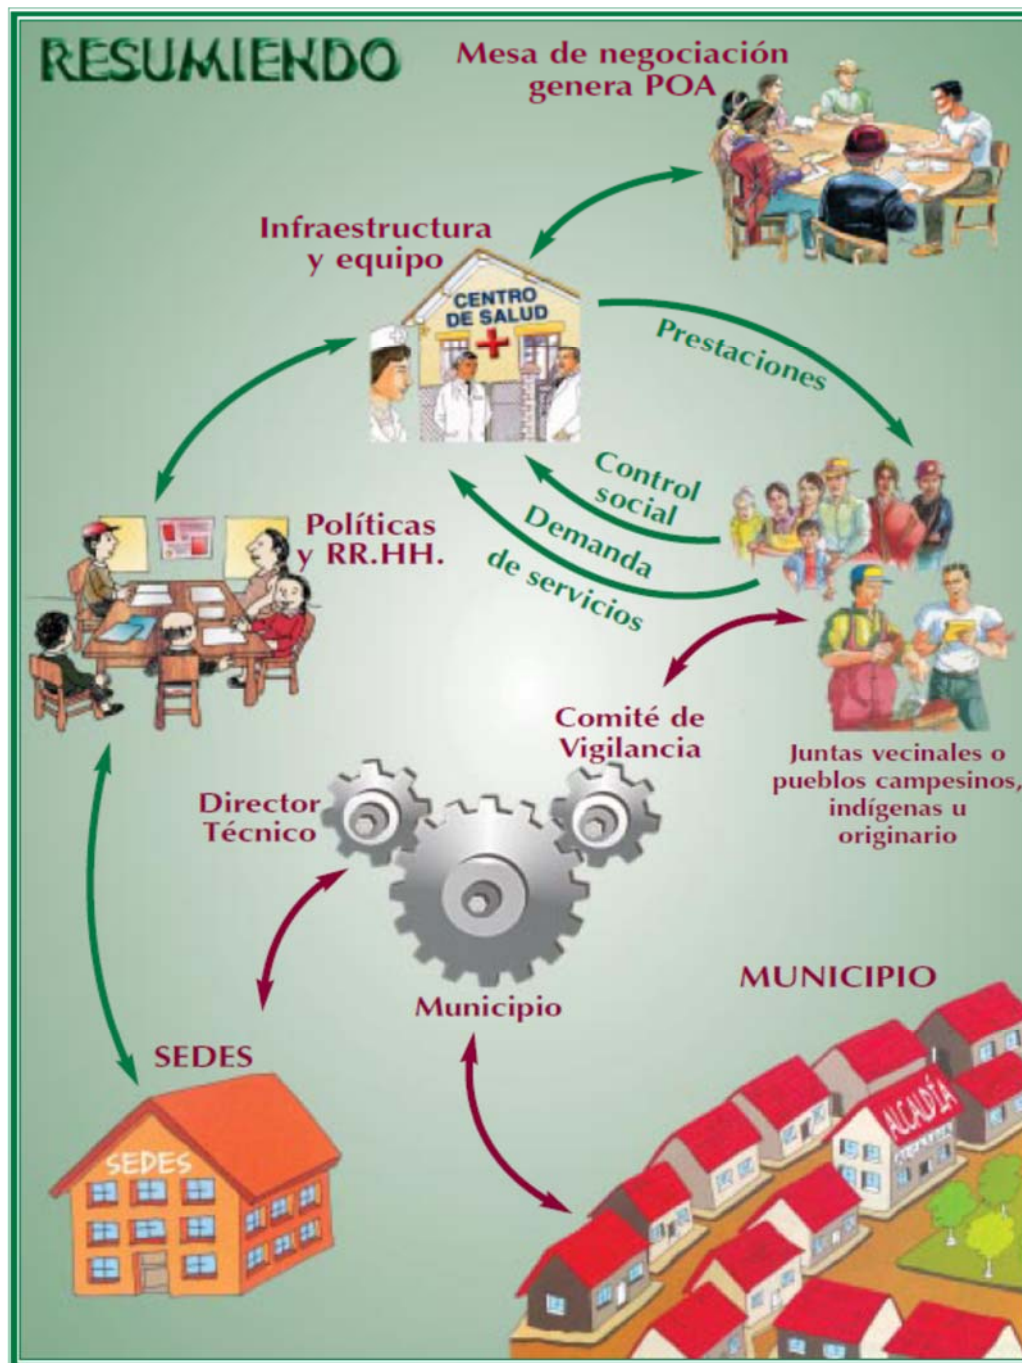 RESUMIENDO
Mesa de negociación
genera POA
Infraestructura
y equipo
CENTRO
DE SALUD
Prestaciones
Control
social
Demanda
de servicios
Políticas
y RR.HH.
Comité de
Vigilancia
Juntas vecinales o
pueblos campesinos,
indígenas u
originario
Director
Técnico
Municipio
MUNICIPIO
SEDES
SEDES
ALCALDÍA